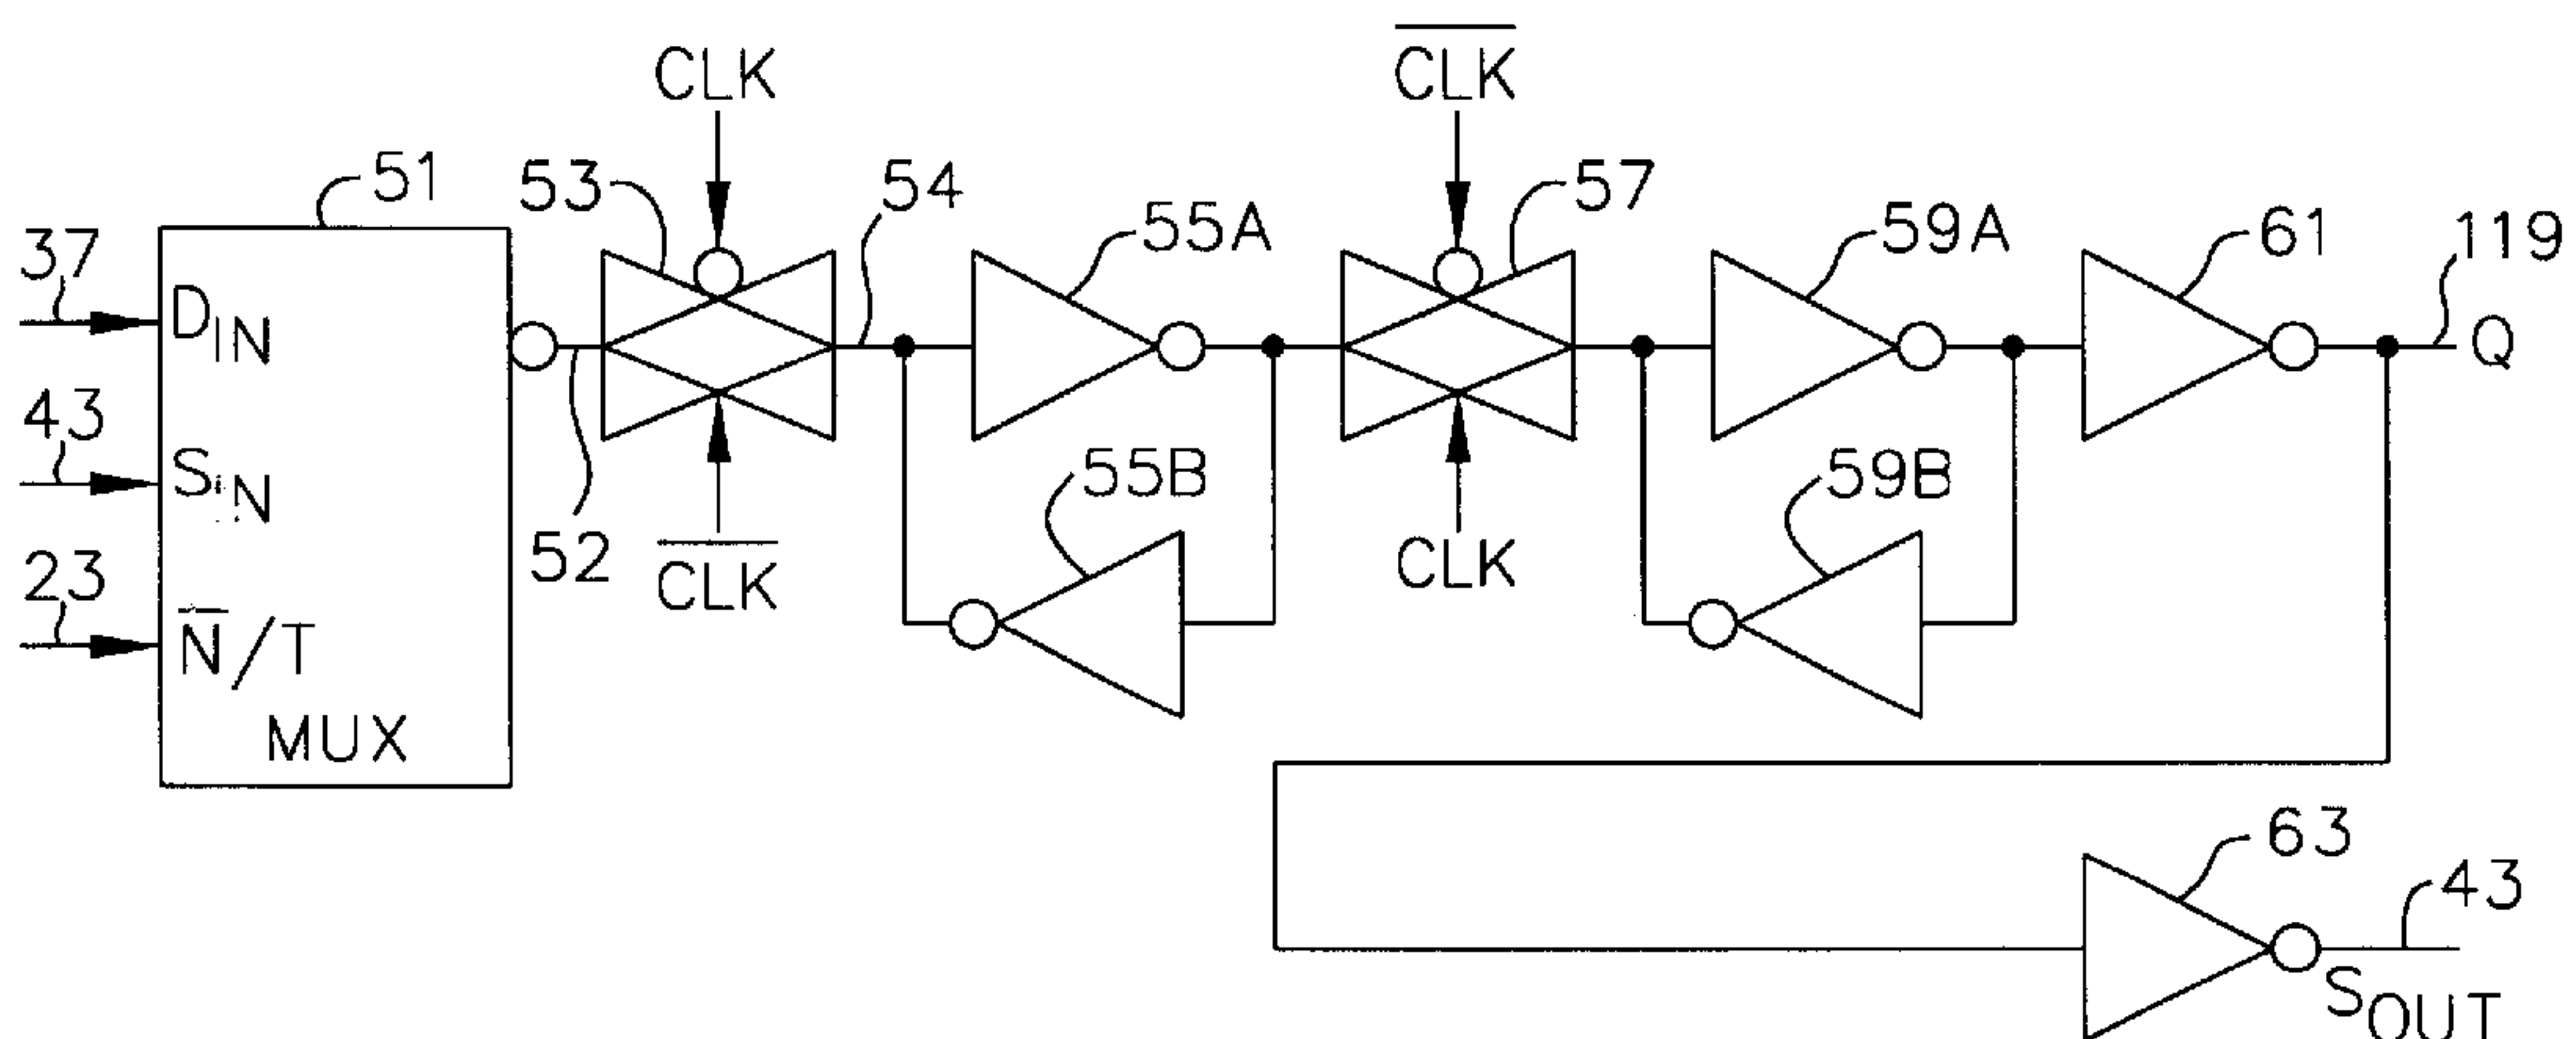 CLK
CLK
51
53
54
55A
57
59A
61
119
37
D_IN
Q
43
S_IN
55B
59B
23
N/T
52
CLK
CLK
MUX
63
43
S_OUT